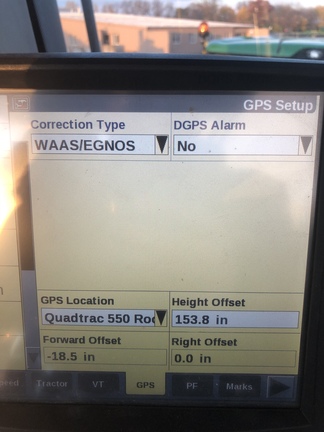 GPS Setup
Correction Type
DGPS Alarm
WAAS/EGNOS
No
GPS Location
Height Offset
Quadtrac 550
153.8 in
Forward Offset
Right Offset
-18.5 in
0.0 in
Tractor
VT
GPS
PF
Marks